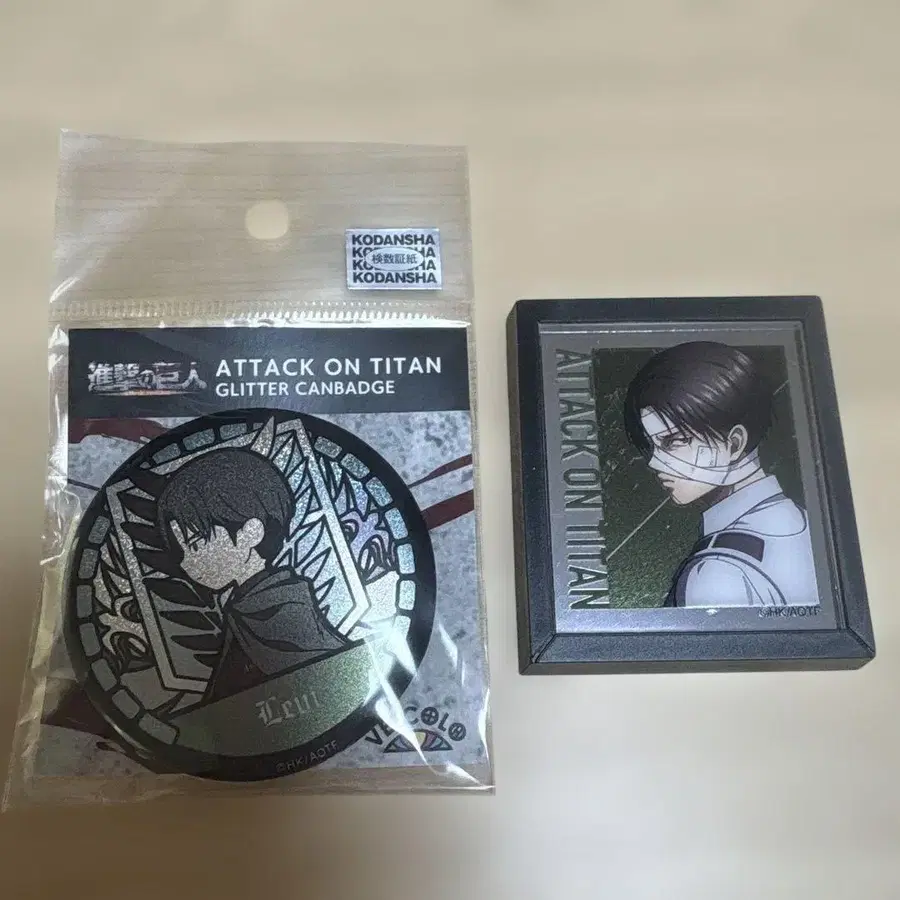 KODANSHA
KODANSHA
検数証紙
KODANSHA
KODANSHA
進撃の巨人
ATTACK ON TITAN
GLITTER CANBADGE
Levi
©HK/AOTF
VELCOLO
ATTACK ON TITAN
©HK/AOTF